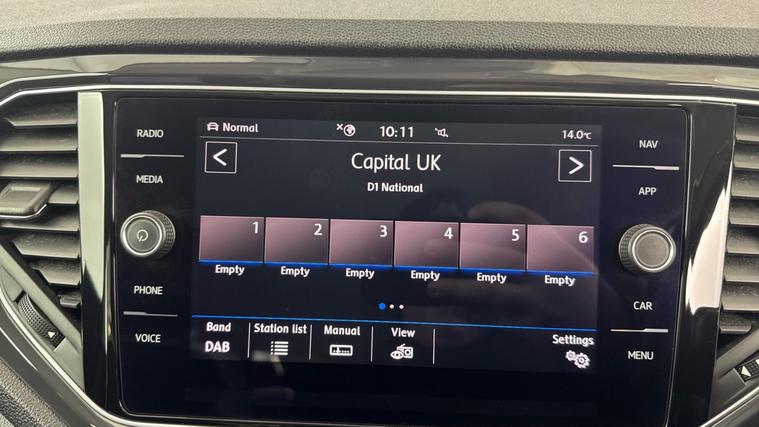 RADIO
MEDIA
PHONE
VOICE
Normal
10:11
14.0°C
Capital UK
D1 National
1 2 3 4 5 6
Empty Empty Empty Empty Empty Empty
Band Station list Manual View Settings
DAB
NAV
APP
CAR
MENU